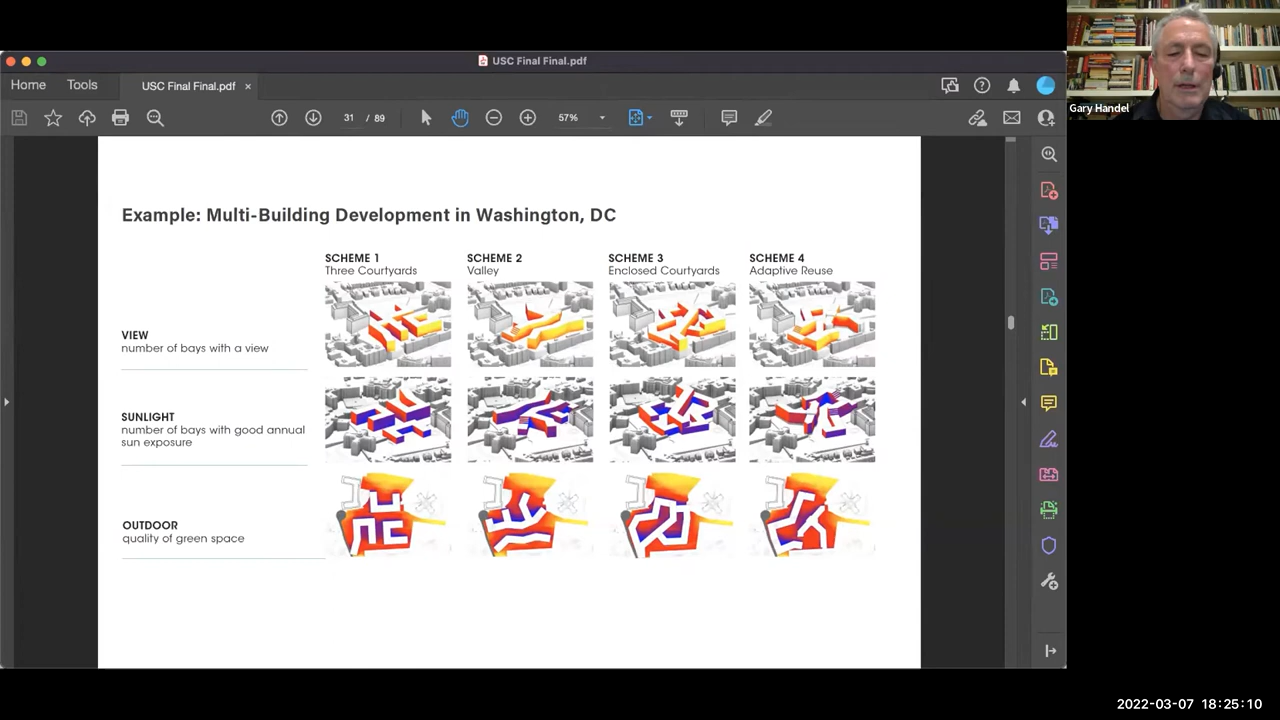 USC Final Final.pdf
Home
Tools
USC Final Final.pdf ×
31 / 89
57%
Gary Handel
Example: Multi-Building Development in Washington, DC
SCHEME 1
Three Courtyards
SCHEME 2
Valley
SCHEME 3
Enclosed Courtyards
SCHEME 4
Adaptive Reuse
VIEW
number of bays with a view
SUNLIGHT
number of bays with good annual
sun exposure
OUTDOOR
quality of green space
2022-03-07 18:25:10